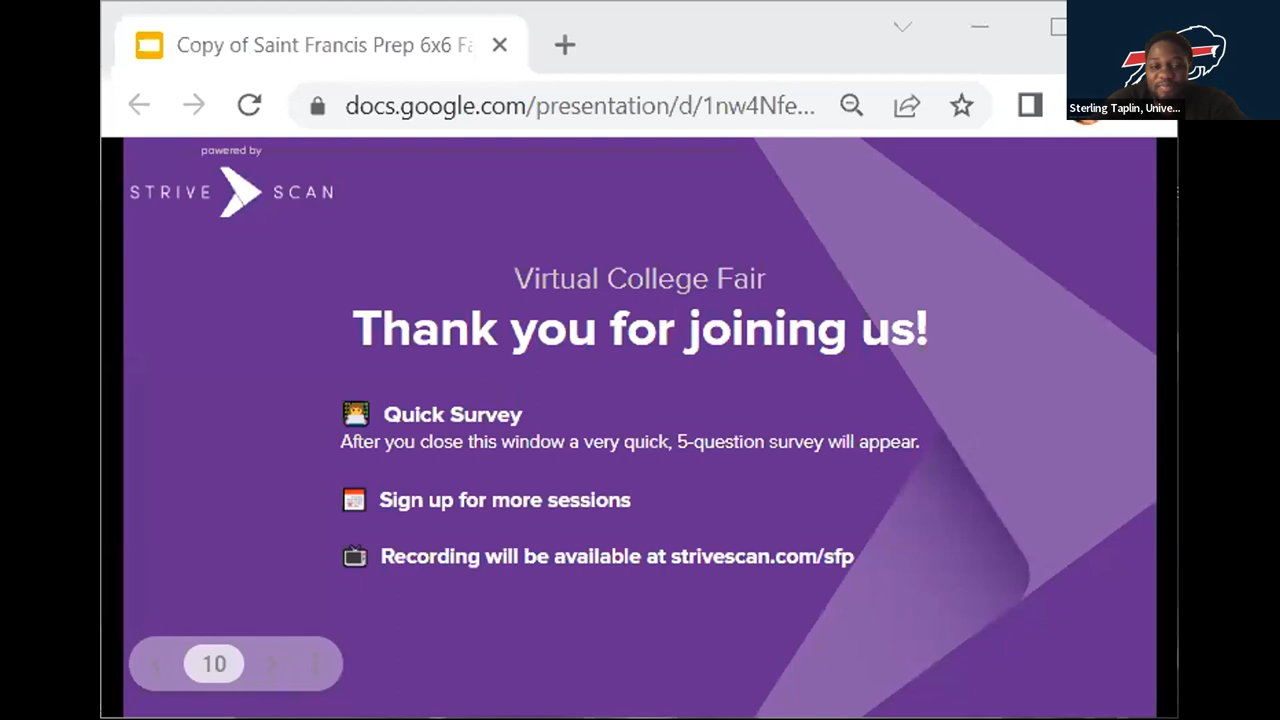 Copy of Saint Francis Prep 6x6 Fa
docs.google.com/presentation/d/1nw4Nfe...
Sterling Taplin, Unive...
powered by
STRIVE SCAN
Virtual College Fair
Thank you for joining us!
Quick Survey
After you close this window a very quick, 5-question survey will appear.
Sign up for more sessions
Recording will be available at strivescan.com/sfp
10